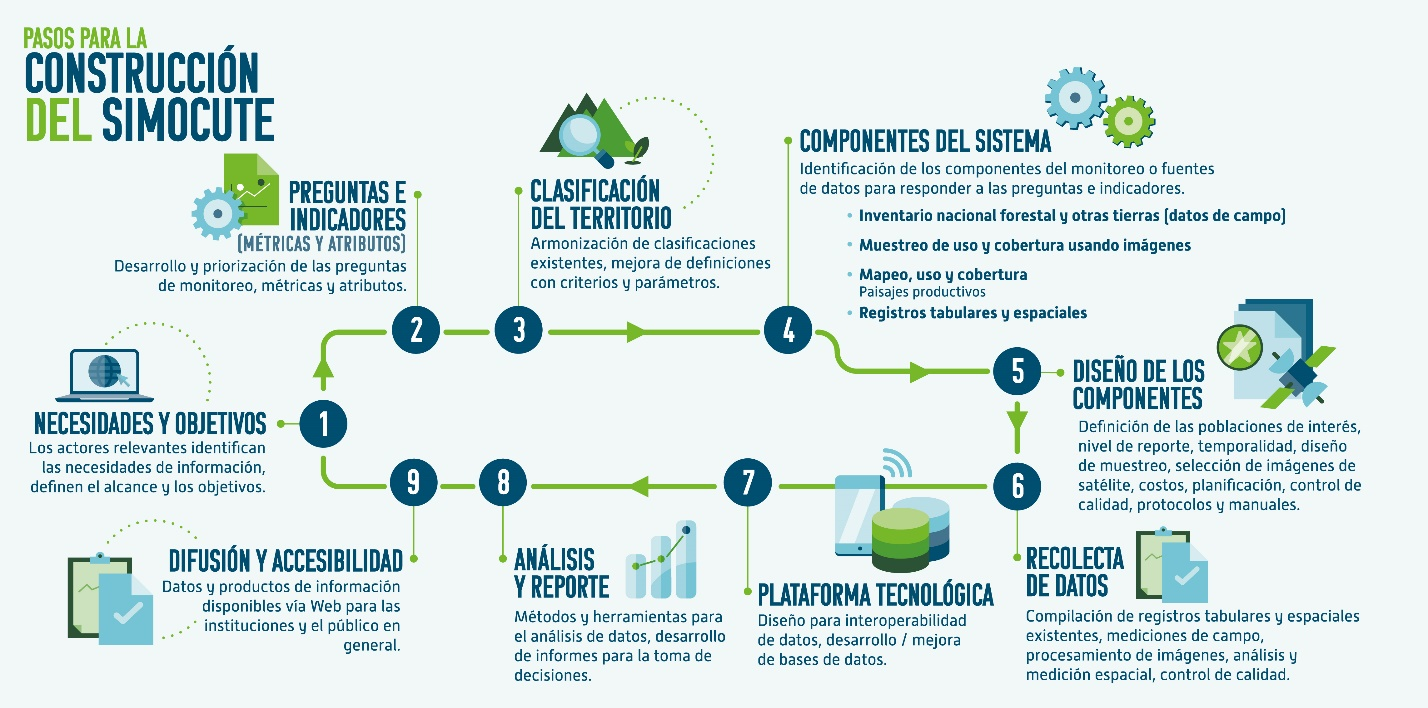 PASOS PARA LA
CONSTRUCCIÓN
DEL SIMOCUTE
1
NECESIDADES Y OBJETIVOS
Los actores relevantes identifican
las necesidades de información,
definen el alcance y los objetivos.
2
PREGUNTAS E
INDICADORES
(MÉTRICAS Y ATRIBUTOS)
Desarrollo y priorización de las preguntas
de monitoreo, métricas y atributos.
3
CLASIFICACIÓN
DEL TERRITORIO
Armonización de clasificaciones
existentes, mejora de definiciones
con criterios y parámetros.
4
COMPONENTES DEL SISTEMA
Identificación de los componentes del monitoreo o fuentes
de datos para responder a las preguntas e indicadores.
• Inventario nacional forestal y otras tierras (datos de campo)
• Muestreo de uso y cobertura usando imágenes
• Mapeo, uso y cobertura
Paisajes productivos
• Registros tabulares y espaciales
5
DISEÑO DE LOS
COMPONENTES
Definición de las poblaciones de interés,
nivel de reporte, temporalidad, diseño
de muestreo, selección de imágenes de
satélite, costos, planificación, control de
calidad, protocolos y manuales.
6
RECOLECTA
DE DATOS
Compilación de registros tabulares y espaciales
existentes, mediciones de campo,
procesamiento de imágenes, análisis y
medición espacial, control de calidad.
7
PLATAFORMA TECNOLÓGICA
Diseño para interoperabilidad
de datos, desarrollo / mejora
de bases de datos.
8
ANÁLISIS
Y REPORTE
Métodos y herramientas para
el análisis de datos, desarrollo
de informes para la toma de
decisiones.
9
DIFUSIÓN Y ACCESIBILIDAD
Datos y productos de información
disponibles vía Web para las
instituciones y el público en
general.